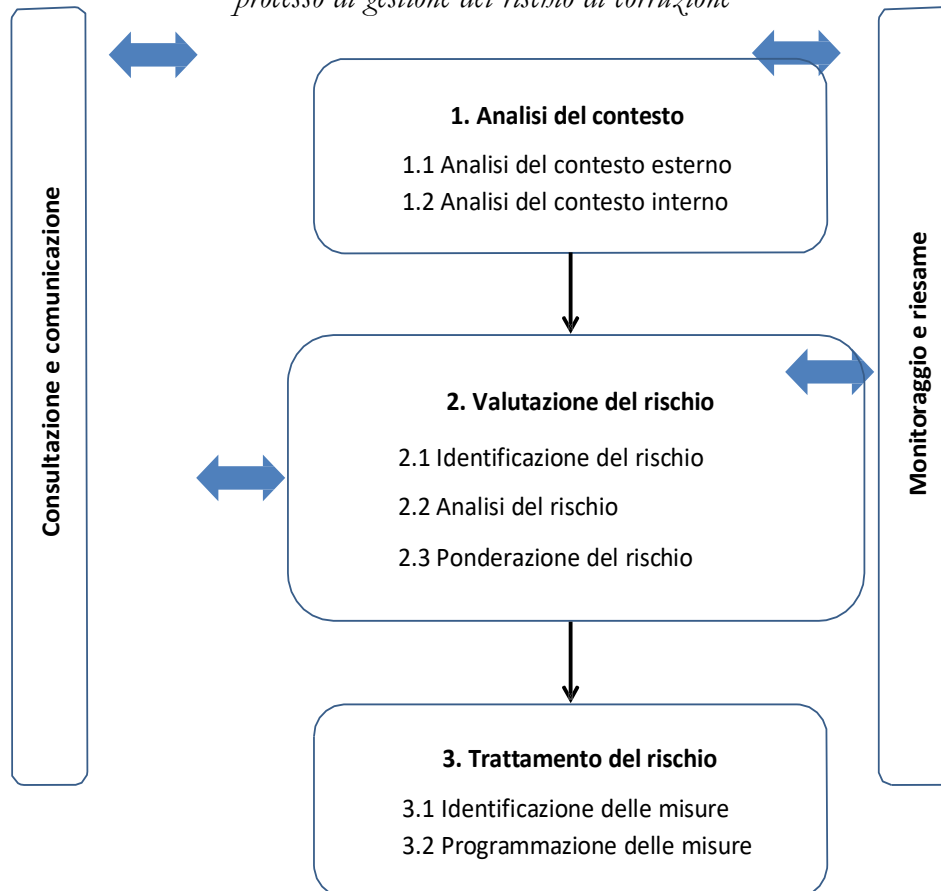 processo di gestione del rischio di corruzione
Consultazione e comunicazione
1. Analisi del contesto
1.1 Analisi del contesto esterno
1.2 Analisi del contesto interno
2. Valutazione del rischio
2.1 Identificazione del rischio
2.2 Analisi del rischio
2.3 Ponderazione del rischio
3. Trattamento del rischio
3.1 Identificazione delle misure
3.2 Programmazione delle misure
Monitoraggio e riesame